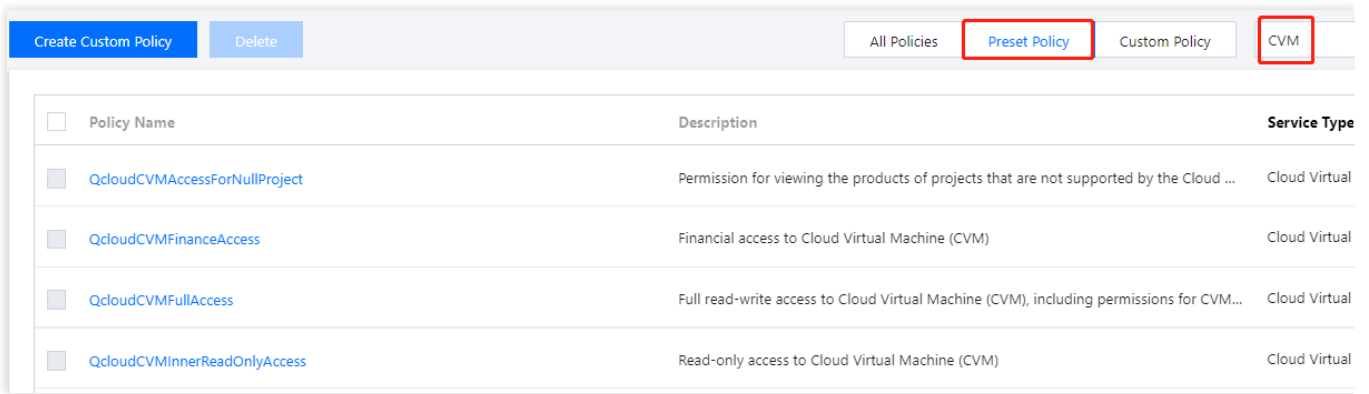 Create Custom Policy Delete All Policies Preset Policy Custom Policy CVM
Policy Name Description Service Type
QcloudCVMAccessForNullProject Permission for viewing the products of projects that are not supported by the Cloud ... Cloud Virtual
QcloudCVMFinanceAccess Financial access to Cloud Virtual Machine (CVM) Cloud Virtual
QcloudCVMFullAccess Full read-write access to Cloud Virtual Machine (CVM), including permissions for CVM... Cloud Virtual
QcloudCVMInnerReadOnlyAccess Read-only access to Cloud Virtual Machine (CVM) Cloud Virtual